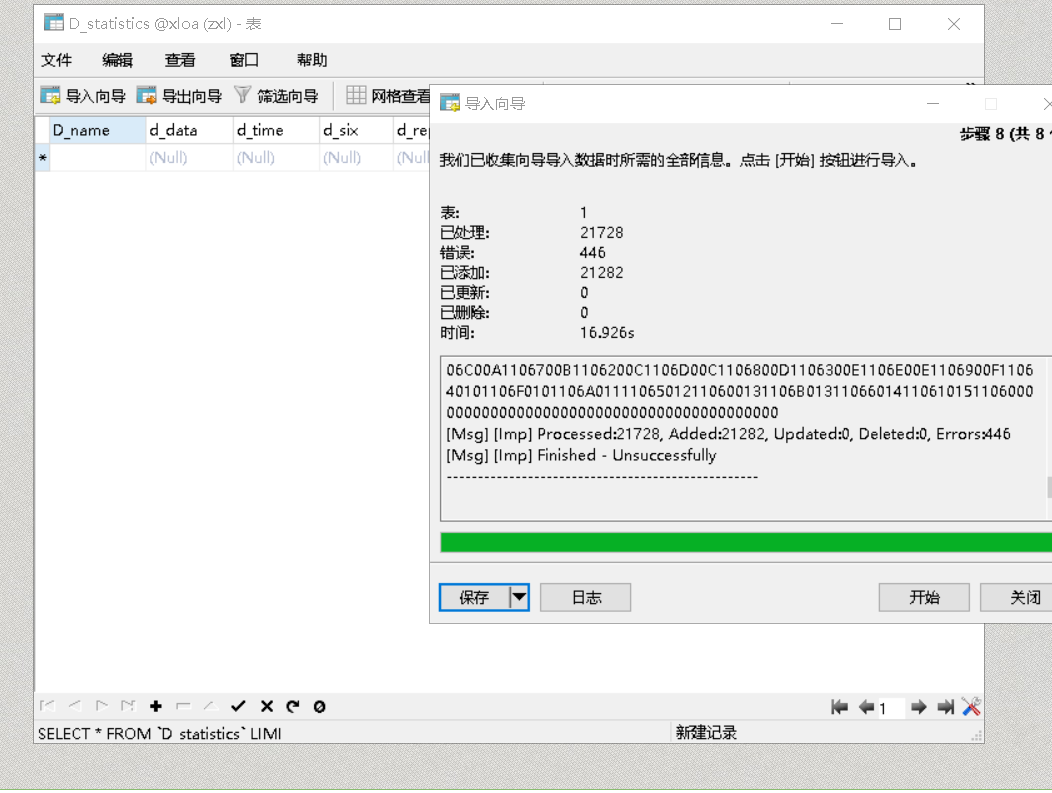 D_statistics @xloa (zxl) - 表
文件 编辑 查看 窗口 帮助
导入向导 导出向导 筛选向导 网格查看
D_name d_data d_time d_six d_rep
* (Null) (Null) (Null) (Null)
导入向导
步骤 8 (共 8
我们已收集向导导入数据时所需的全部信息。点击 [开始] 按钮进行导入。
表: 1
已处理: 21728
错误: 446
已添加: 21282
已更新: 0
已删除: 0
时间: 16.926s
06C00A1106700B1106200C1106D00C1106800D1106300E1106E00E1106900F1106
40101106F0101106A01111065012110600131106B01311066014110610151106000
[Msg] [Imp] Processed:21728, Added:21282, Updated:0, Deleted:0, Errors:446
[Msg] [Imp] Finished - Unsuccessfully
--------------------------------------------------
保存 日志 开始 关闭
1
SELECT * FROM `D_statistics` LIMI 新建记录